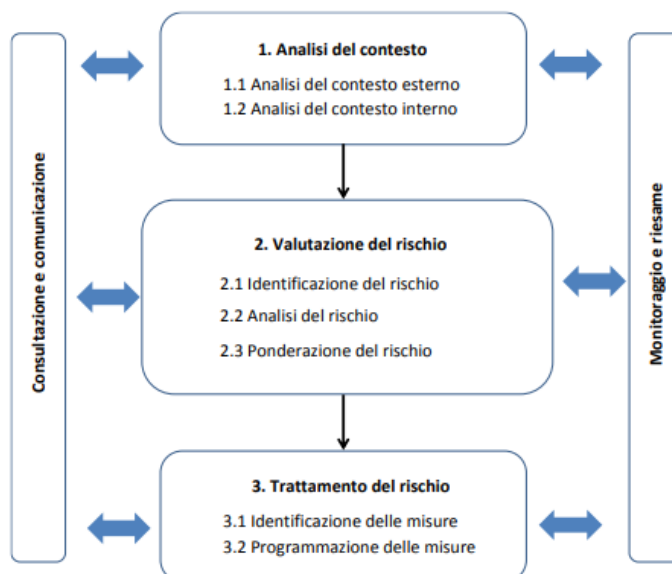 1. Analisi del contesto
1.1 Analisi del contesto esterno
1.2 Analisi del contesto interno
Consultazione e comunicazione
2. Valutazione del rischio
2.1 Identificazione del rischio
2.2 Analisi del rischio
2.3 Ponderazione del rischio
Monitoraggio e riesame
3. Trattamento del rischio
3.1 Identificazione delle misure
3.2 Programmazione delle misure